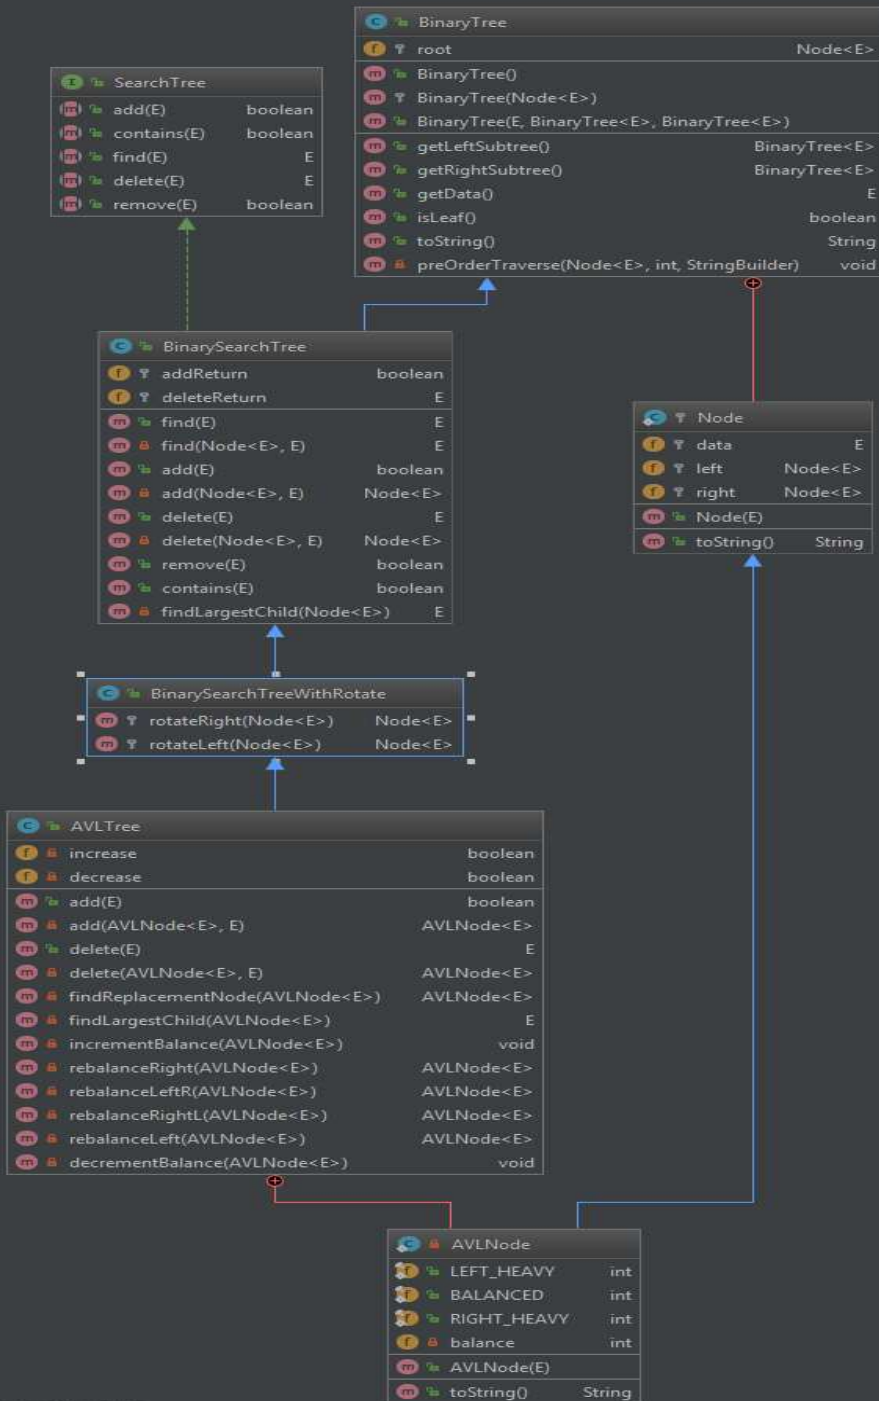 SearchTree
add(E) boolean
contains(E) boolean
find(E) E
delete(E) E
remove(E) boolean
BinaryTree
root Node<E>
BinaryTree()
BinaryTree(Node<E>)
BinaryTree(E, BinaryTree<E>, BinaryTree<E>)
getLeftSubtree() BinaryTree<E>
getRightSubtree() BinaryTree<E>
getData() E
isLeaf() boolean
toString() String
preOrderTraverse(Node<E>, int, StringBuilder) void
BinarySearchTree
addReturn boolean
deleteReturn E
find(E) E
find(Node<E>, E) E
add(E) boolean
add(Node<E>, E) Node<E>
delete(E) E
delete(Node<E>, E) Node<E>
remove(E) boolean
contains(E) boolean
findLargestChild(Node<E>) E
Node
data E
left Node<E>
right Node<E>
Node(E)
toString() String
BinarySearchTreeWithRotate
rotateRight(Node<E>) Node<E>
rotateLeft(Node<E>) Node<E>
AVLTree
increase boolean
decrease boolean
add(E) boolean
add(AVLNode<E>, E) AVLNode<E>
delete(E) E
delete(AVLNode<E>, E) AVLNode<E>
findReplacementNode(AVLNode<E>) AVLNode<E>
findLargestChild(AVLNode<E>) E
incrementBalance(AVLNode<E>) void
rebalanceRight(AVLNode<E>) AVLNode<E>
rebalanceLeftR(AVLNode<E>) AVLNode<E>
rebalanceRightL(AVLNode<E>) AVLNode<E>
rebalanceLeft(AVLNode<E>) AVLNode<E>
decrementBalance(AVLNode<E>) void
AVLNode
LEFT_HEAVY int
BALANCED int
RIGHT_HEAVY int
balance int
AVLNode(E)
toString() String